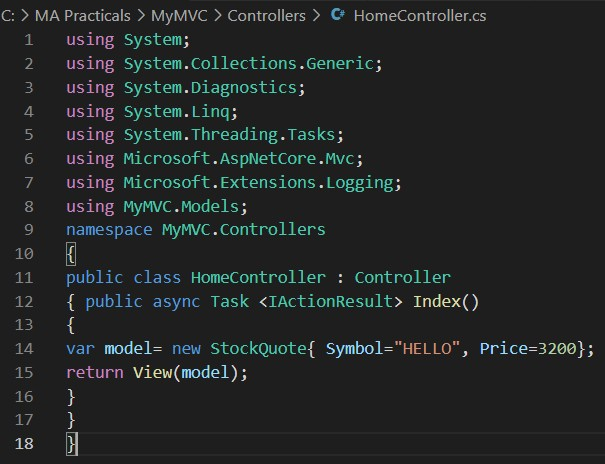 C: > MA Practicals > MyMVC > Controllers > C# HomeController.cs
1 using System;
2 using System.Collections.Generic;
3 using System.Diagnostics;
4 using System.Linq;
5 using System.Threading.Tasks;
6 using Microsoft.AspNetCore.Mvc;
7 using Microsoft.Extensions.Logging;
8 using MyMVC.Models;
9 namespace MyMVC.Controllers
10 {
11 public class HomeController : Controller
12 { public async Task <IActionResult> Index()
13 {
14 var model= new StockQuote{ Symbol="HELLO", Price=3200};
15 return View(model);
16 }
17 }
18 }